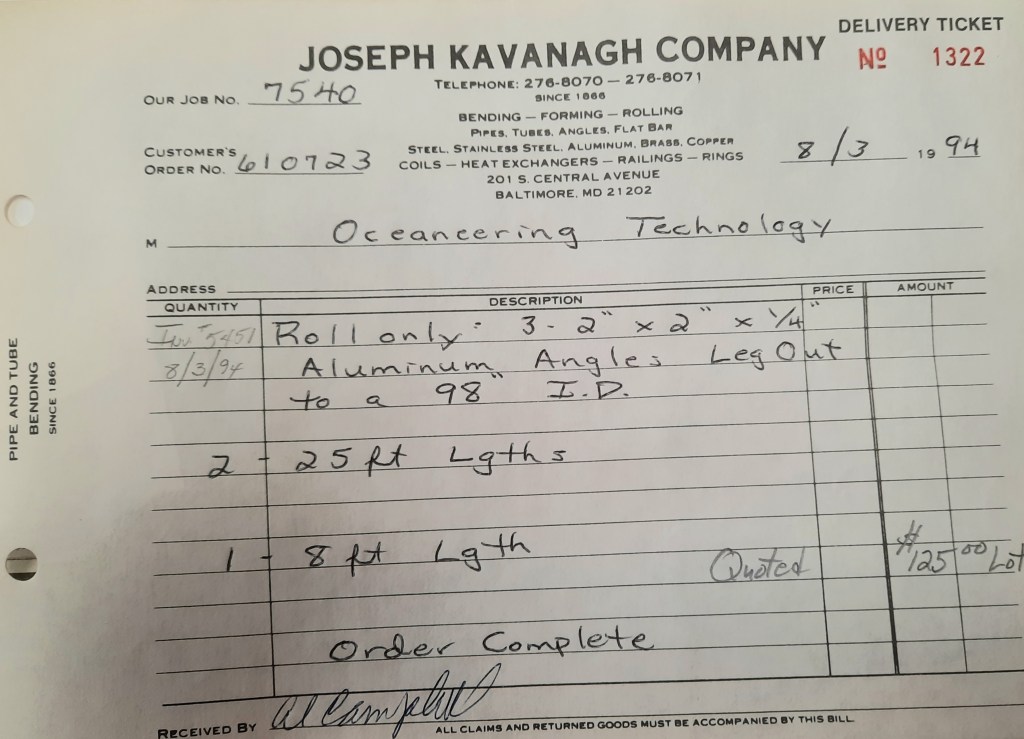 DELIVERY TICKET
JOSEPH KAVANAGH COMPANY
Nº 1322
TELEPHONE: 276-8070 — 276-8071
SINCE 1866
OUR JOB NO. 7540
BENDING — FORMING — ROLLING
PIPES, TUBES, ANGLES, FLAT BAR
STEEL, STAINLESS STEEL, ALUMINUM, BRASS, COPPER
COILS — HEAT EXCHANGERS — RAILINGS — RINGS
201 S. CENTRAL AVENUE
BALTIMORE, MD 21202
CUSTOMER'S
ORDER NO. 610723
8/3 1994
M Oceaneering Technology
ADDRESS
QUANTITY DESCRIPTION PRICE AMOUNT
Inv # 5451 Roll only: 3 - 2" x 2" x 1/4"
8/3/94 Aluminum Angles Leg Out
to a 98" I.D.
2 - 25 ft Lgths
1 - 8 ft Lgth Quoted $125 00 Lot
Order Complete
RECEIVED BY Al Campbell
ALL CLAIMS AND RETURNED GOODS MUST BE ACCOMPANIED BY THIS BILL
PIPE AND TUBE
BENDING
SINCE 1866